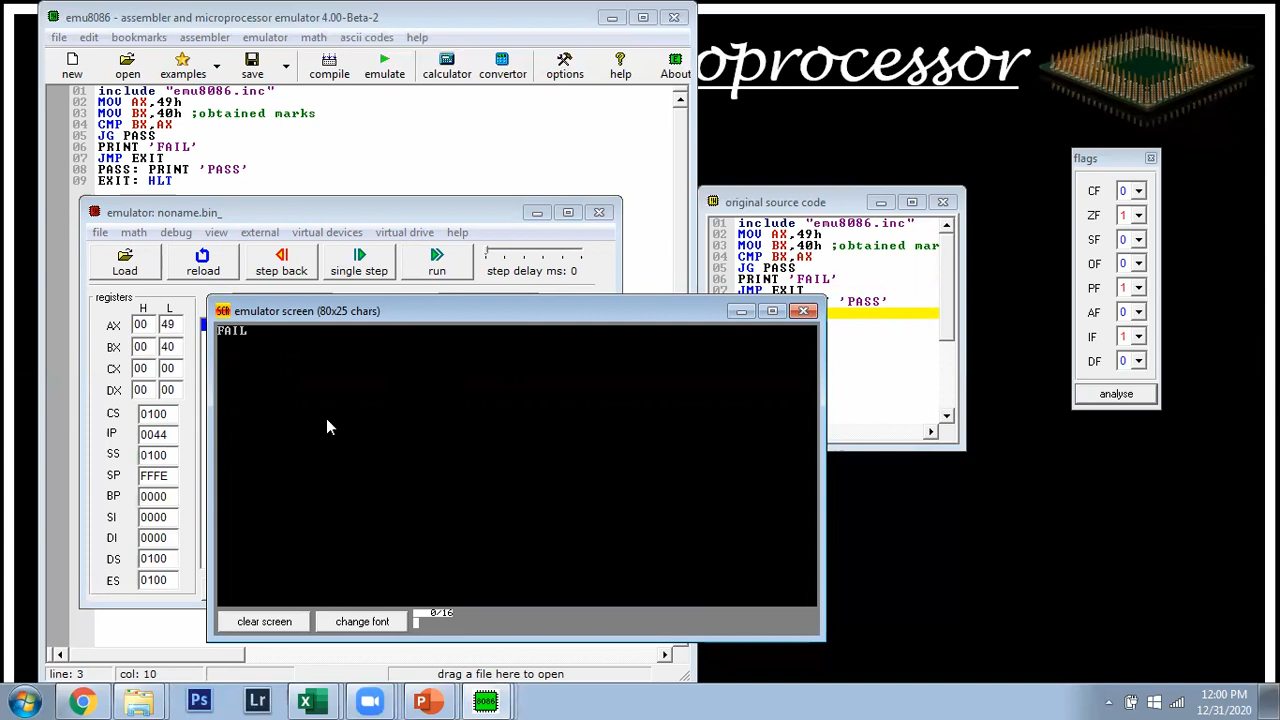 emu8086 - assembler and microprocessor emulator 4.00-Beta-2
file edit bookmarks assembler emulator math ascii codes help
new open examples save compile emulate calculator convertor options help About
oprocessor
01 include "emu8086.inc"
02 MOV AX,49h
03 MOV BX,40h ;obtained marks
04 CMP BX,AX
05 JG PASS
06 PRINT 'FAIL'
07 JMP EXIT
08 PASS: PRINT 'PASS'
09 EXIT: HLT
emulator: noname.bin_
file math debug view external virtual devices virtual drive help
Load reload step back single step run step delay ms: 0
registers H L
AX 00 49
BX 00 40
CX 00 00
DX 00 00
CS 0100
IP 0044
SS 0100
SP FFFE
BP 0000
SI 0000
DI 0000
DS 0100
ES 0100
original source code
01 include "emu8086.inc"
02 MOV AX,49h
03 MOV BX,40h ;obtained mar
04 CMP BX,AX
05 JG PASS
06 PRINT 'FAIL'
07 JMP EXIT
'PASS'
emulator screen (80x25 chars)
FAIL
clear screen change font 0/16
flags
CF 0
ZF 1
SF 0
OF 0
PF 1
AF 0
IF 1
DF 0
analyse
line: 3 col: 10 drag a file here to open
Ps Lr 8086
12:00 PM
12/31/2020